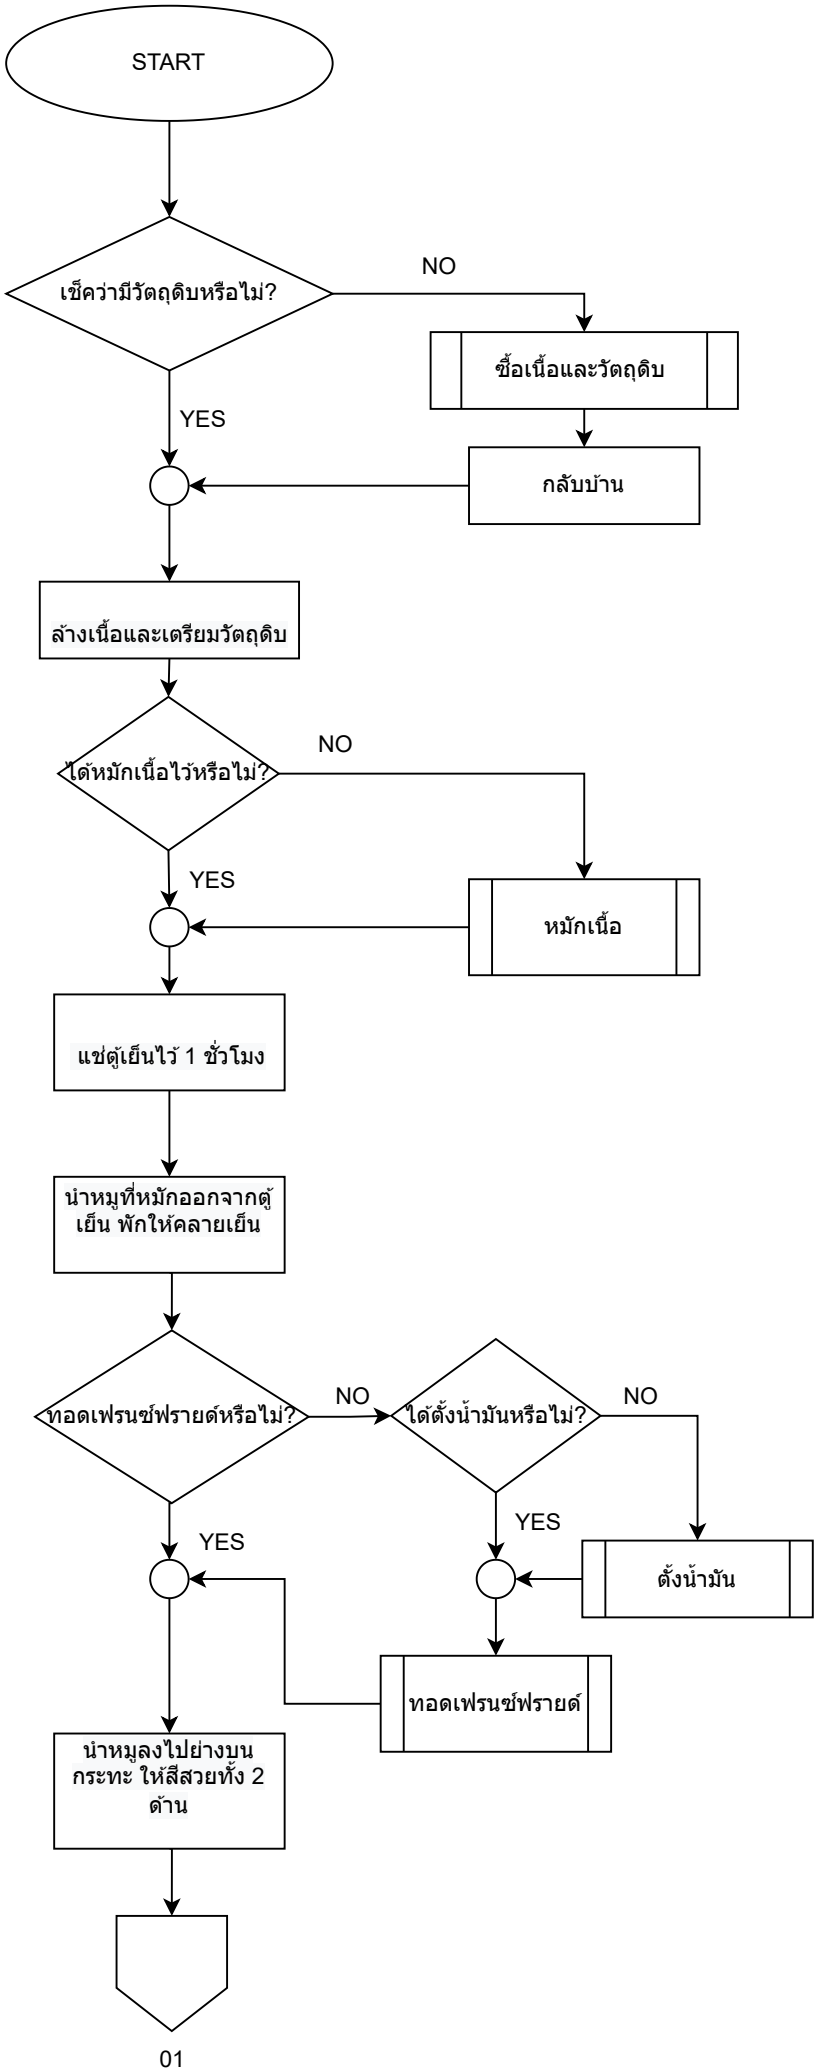 START
เช็คว่ามีวัตถุดิบหรือไม่?
NO
ซื้อเนื้อและวัตถุดิบ
YES
กลับบ้าน
ล้างเนื้อและเตรียมวัตถุดิบ
ได้หมักเนื้อไว้หรือไม่?
NO
YES
หมักเนื้อ
แช่ตู้เย็นไว้ 1 ชั่วโมง
นำหมูที่หมักออกจากตู้
เย็น พักให้คลายเย็น
ทอดเฟรนซ์ฟรายด์หรือไม่?
NO
ได้ตั้งน้ำมันหรือไม่?
NO
YES
YES
ตั้งน้ำมัน
ทอดเฟรนซ์ฟรายด์
นำหมูลงไปย่างบน
กระทะ ให้สีสวยทั้ง 2
ด้าน
01